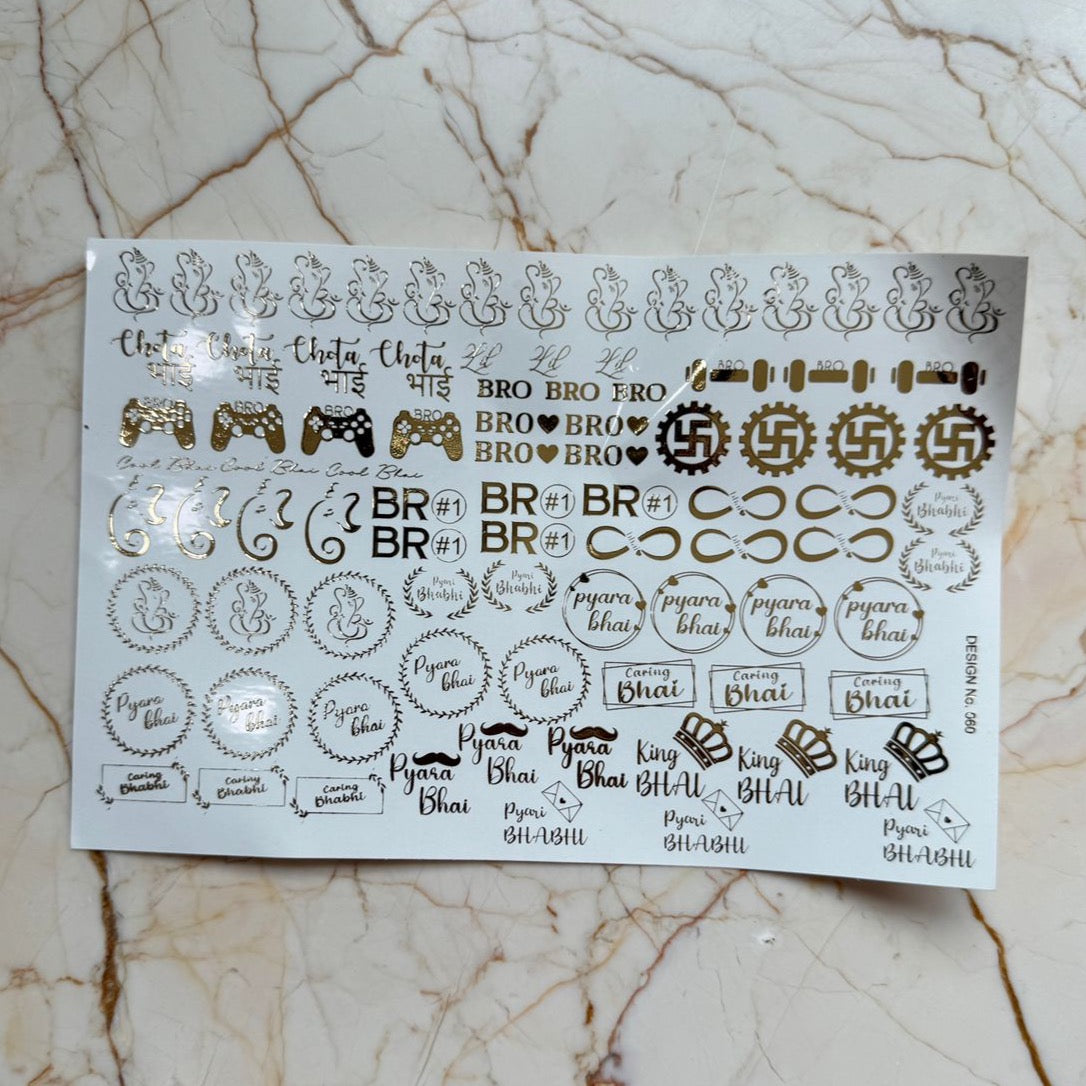 Chota Chota Chota Chota
भाई भाई भाई भाई
Lil Lil Lil
BRO BRO BRO
BRO BRO BRO
BRO BRO BRO BRO
BRO BRO
BRO BRO
Cool Bhai Cool Bhai Cool Bhai
BR #1 BR #1 BR #1
BR #1 BR #1
Pyari
Bhabhi
Pyari
Bhabhi
Pyari
Bhabhi
Pyari
Bhabhi
pyara
bhai
pyara
bhai
pyara
bhai
pyara
bhai
Pyara
bhai
Pyara
bhai
Pyara
bhai
Pyara
bhai
Pyara
bhai
Caring
Bhai
Caring
Bhai
Caring
Bhai
Caring
Bhabhi
Caring
Bhabhi
Caring
Bhabhi
Pyara
Bhai
Pyara
Bhai
Pyara
Bhai
King
BHAI
King
BHAI
King
BHAI
Pyari
BHABHI
Pyari
BHABHI
Pyari
BHABHI
DESIGN No. 060